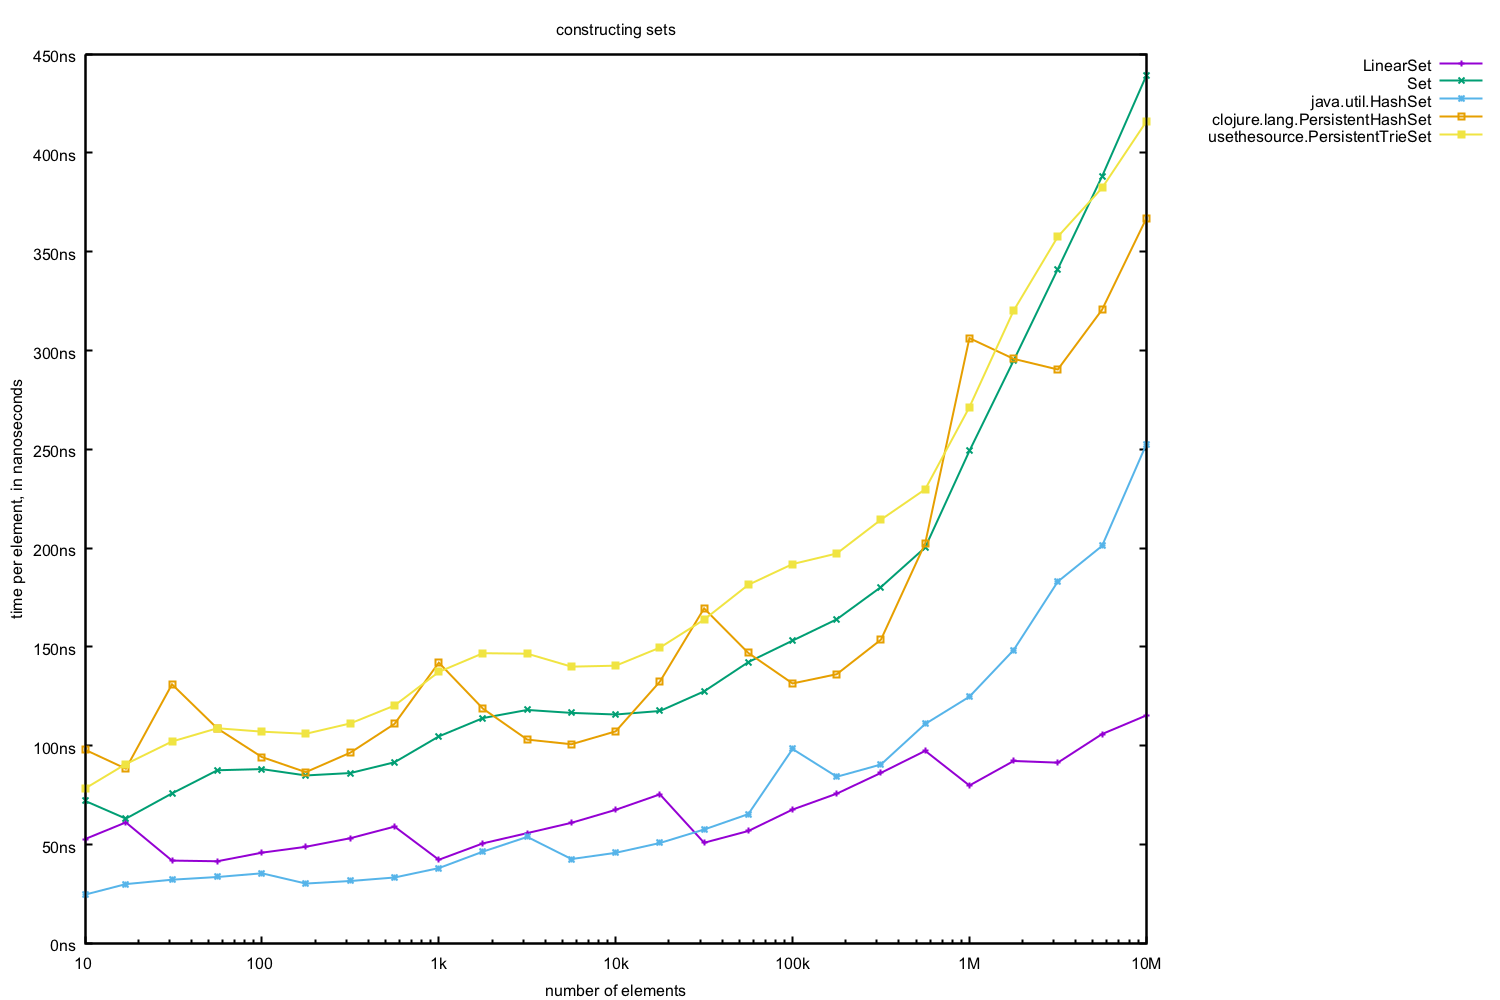 constructing sets
450ns
400ns
350ns
300ns
250ns
200ns
150ns
100ns
50ns
0ns
time per element, in nanoseconds
10 100 1k 10k 100k 1M 10M
number of elements
LinearSet
Set
java.util.HashSet
clojure.lang.PersistentHashSet
usethesource.PersistentTrieSet